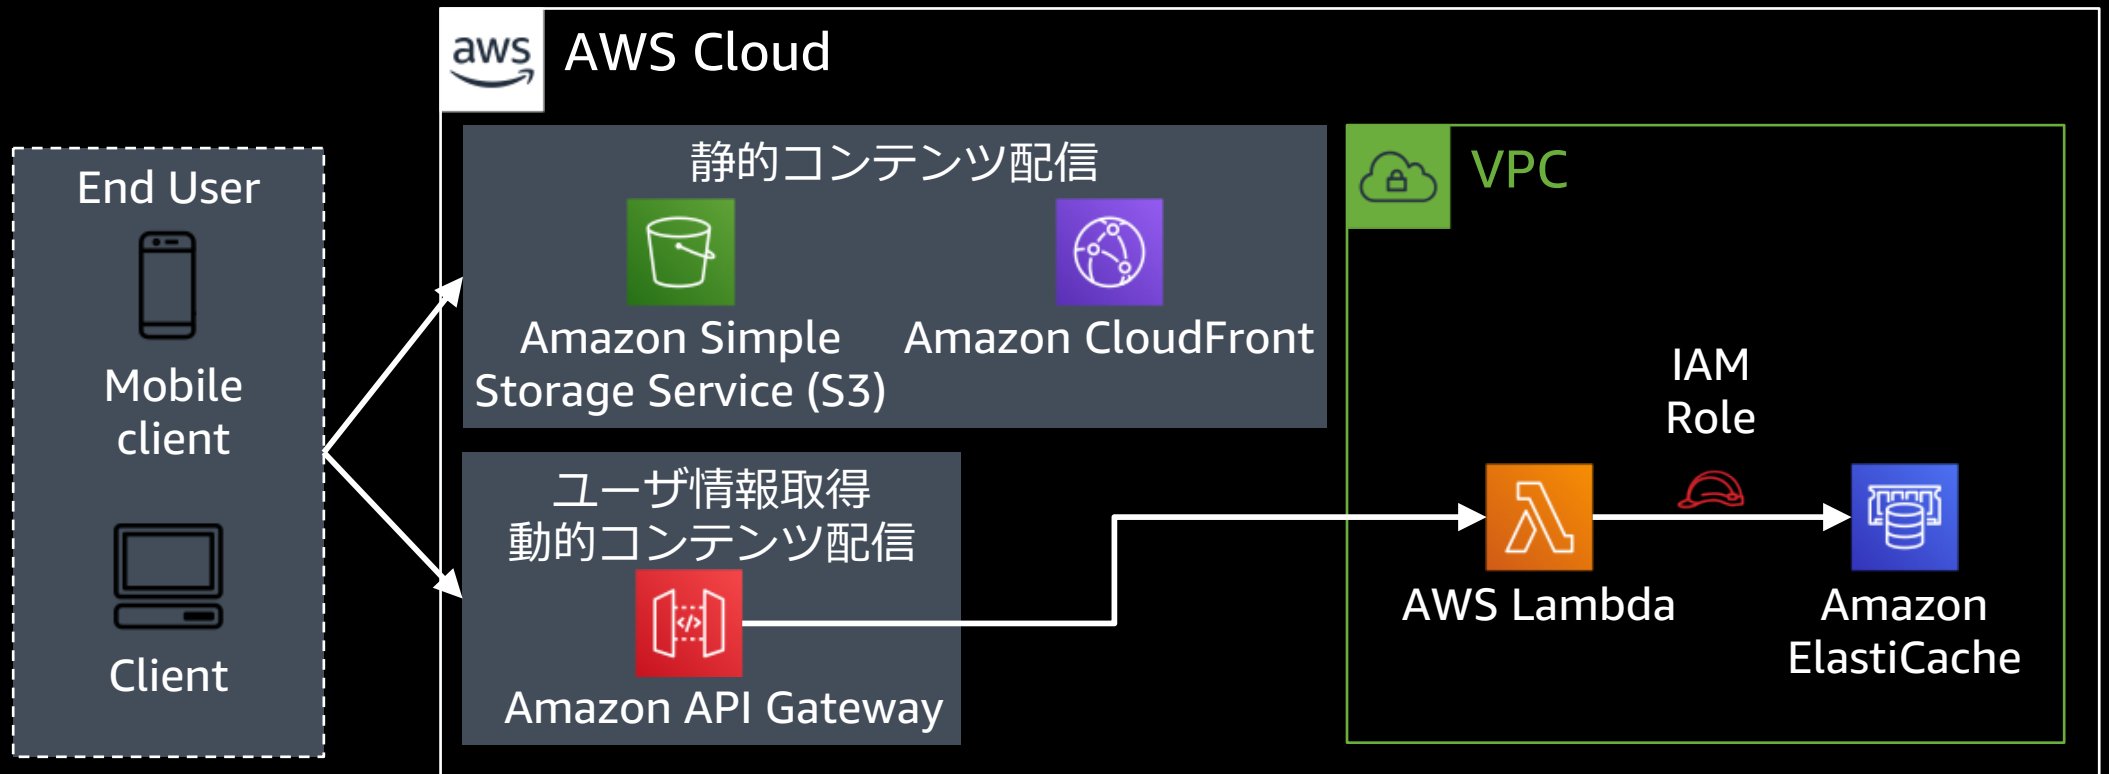 aws
AWS Cloud
End User
Mobile
client
Client
静的コンテンツ配信
Amazon Simple
Storage Service (S3)
Amazon CloudFront
ユーザ情報取得
動的コンテンツ配信
</>
Amazon API Gateway
VPC
IAM
Role
AWS Lambda
Amazon
ElastiCache